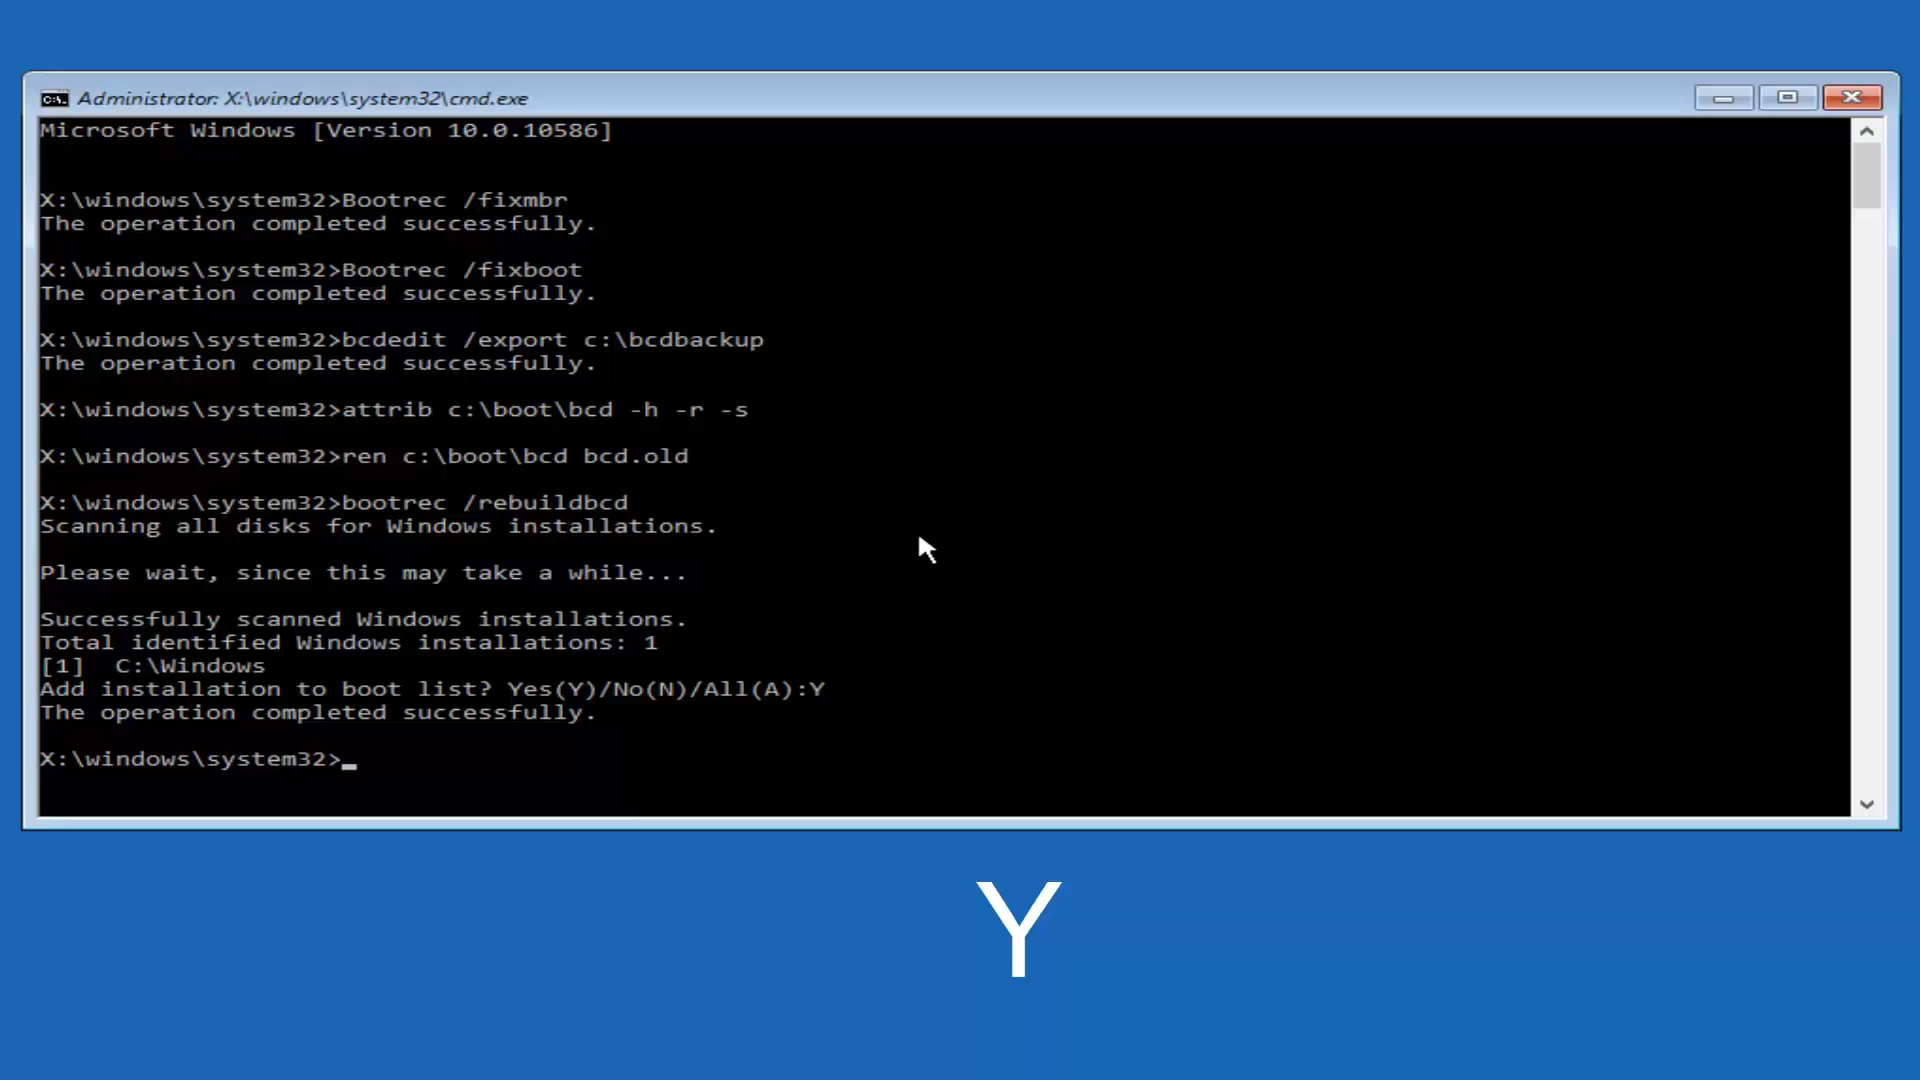 Administrator: X:\windows\system32\cmd.exe
Microsoft Windows [Version 10.0.10586]
X:\windows\system32>Bootrec /fixmbr
The operation completed successfully.
X:\windows\system32>Bootrec /fixboot
The operation completed successfully.
X:\windows\system32>bcdedit /export c:\bcdbackup
The operation completed successfully.
X:\windows\system32>attrib c:\boot\bcd -h -r -s
X:\windows\system32>ren c:\boot\bcd bcd.old
X:\windows\system32>bootrec /rebuildbcd
Scanning all disks for Windows installations.
Please wait, since this may take a while...
Successfully scanned Windows installations.
Total identified Windows installations: 1
[1]  C:\Windows
Add installation to boot list? Yes(Y)/No(N)/All(A):Y
The operation completed successfully.
X:\windows\system32>_
Y